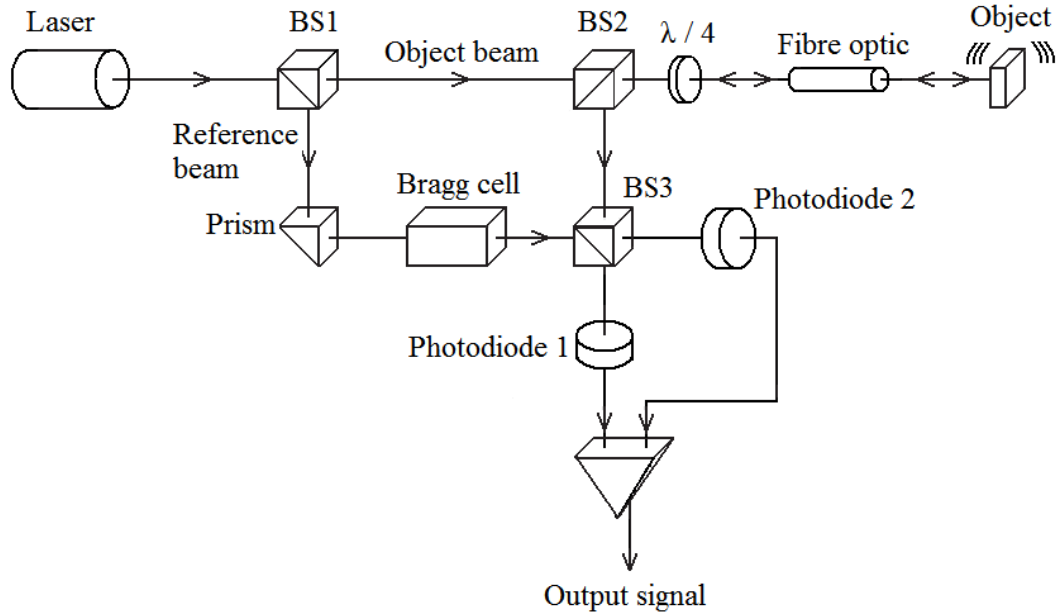 Laser
BS1
BS2
λ / 4
Fibre optic
Object
Object beam
Reference
beam
Bragg cell
BS3
Photodiode 2
Prism
Photodiode 1
Output signal